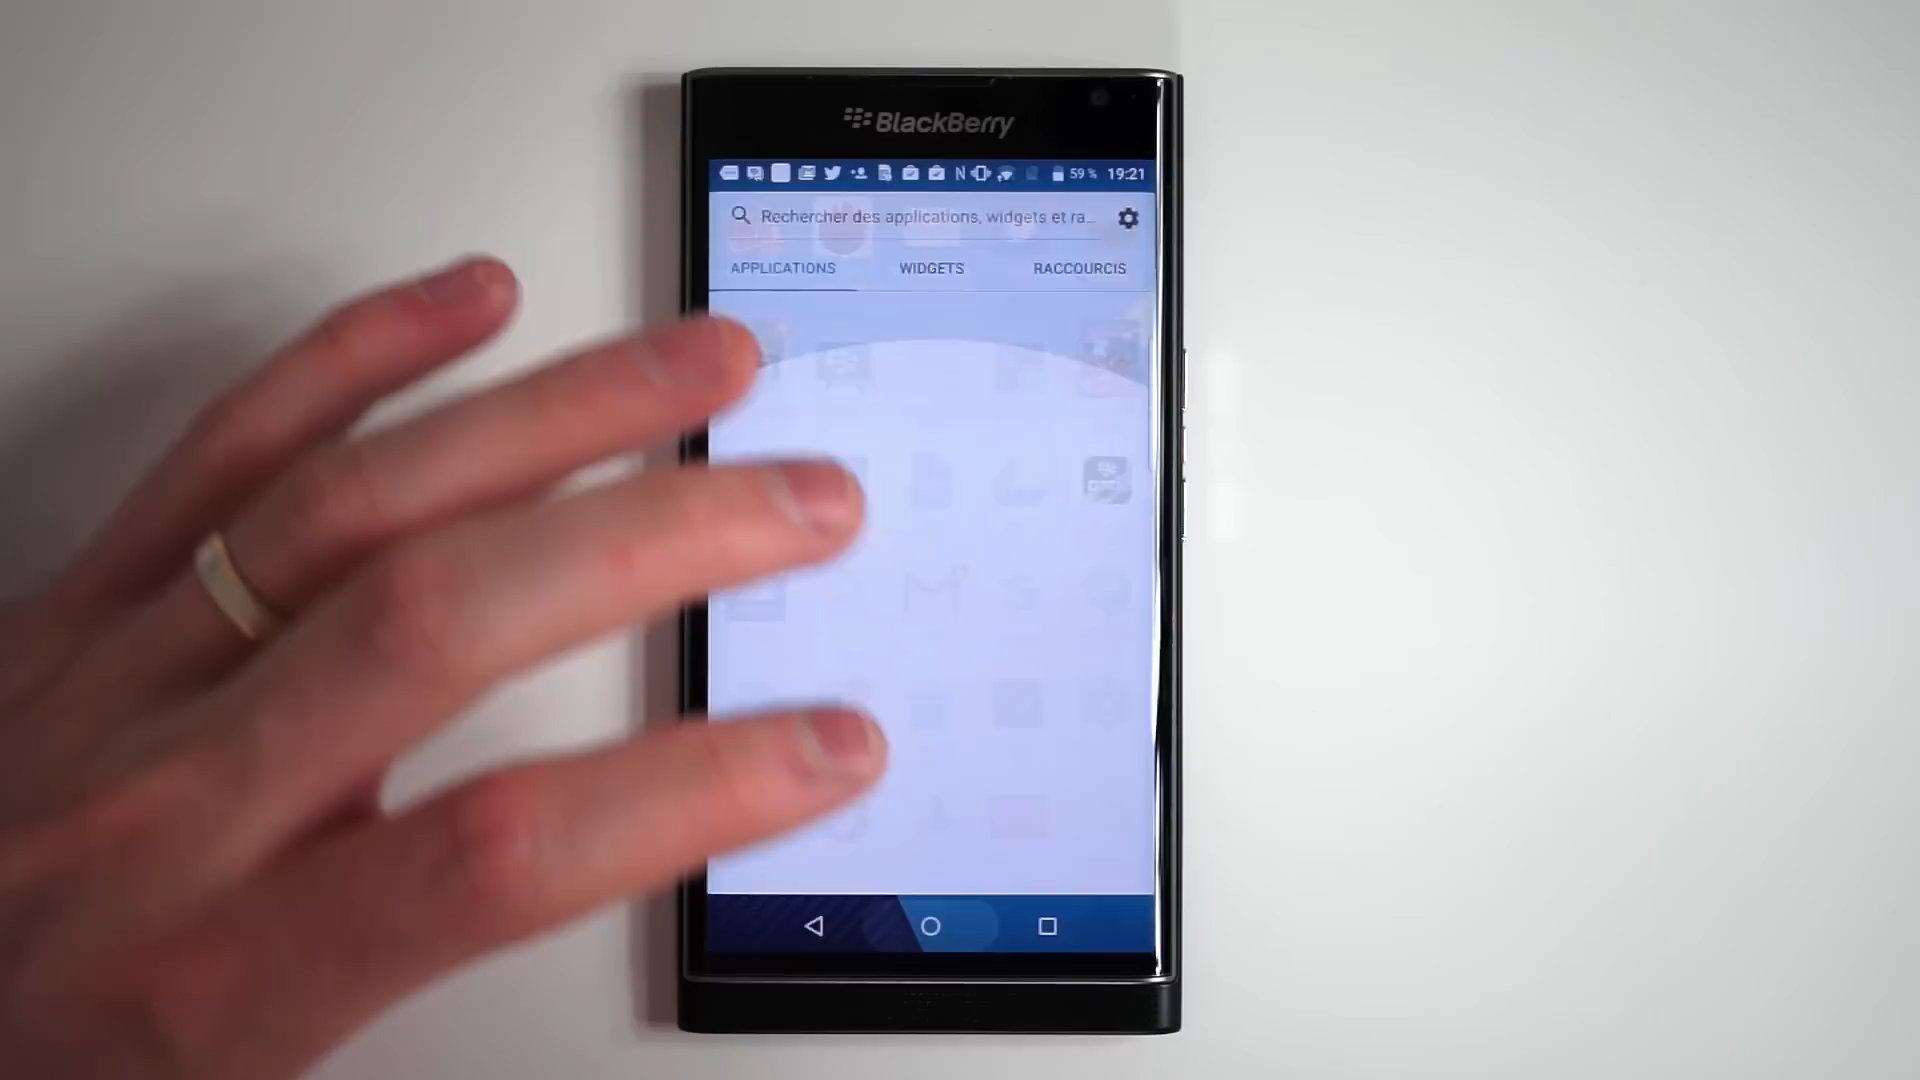 BlackBerry
59 % 19:21
Rechercher des applications, widgets et ra...
APPLICATIONS WIDGETS RACCOURCIS